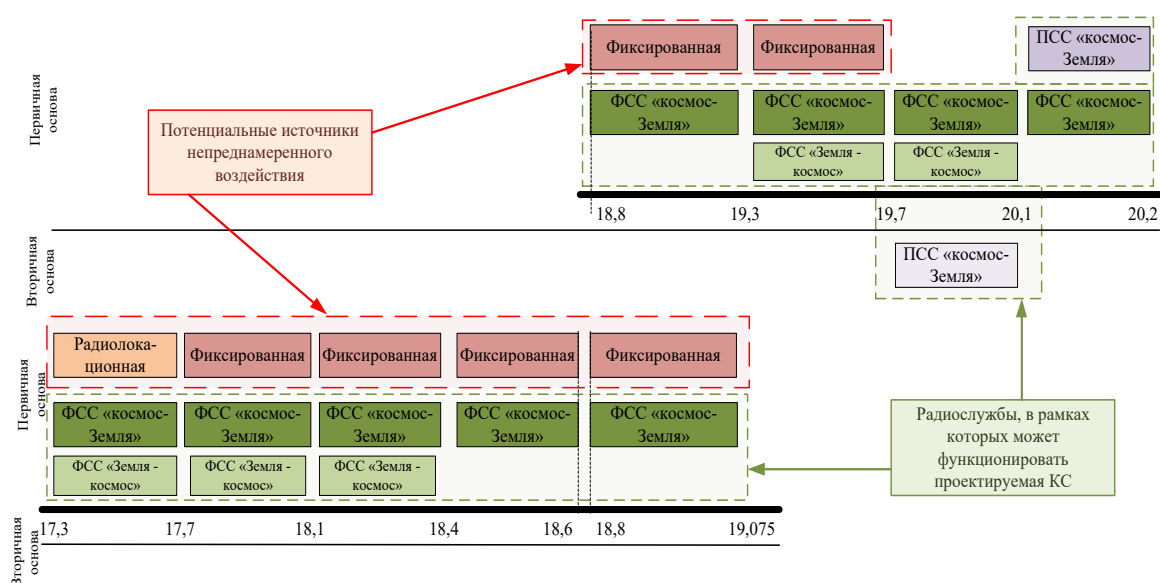 Первичная
основа
Фиксированная
Фиксированная
ПСС «космос-
Земля»
ФСС «космос-
Земля»
ФСС «космос-
Земля»
ФСС «космос-
Земля»
ФСС «космос-
Земля»
ФСС «Земля -
космос»
ФСС «Земля -
космос»
Потенциальные источники
непреднамеренного
воздействия
18,8
19,3
19,7
20,1
20,2
Вторичная
основа
ПСС «космос-
Земля»
Первичная
основа
Радиолока-
ционная
Фиксированная
Фиксированная
Фиксированная
Фиксированная
ФСС «космос-
Земля»
ФСС «космос-
Земля»
ФСС «космос-
Земля»
ФСС «космос-
Земля»
ФСС «космос-
Земля»
ФСС «Земля -
космос»
ФСС «Земля -
космос»
ФСС «Земля -
космос»
Радиослужбы, в рамках
которых может
функционировать
проектируемая КС
17,3
17,7
18,1
18,4
18,6
18,8
19,075
Вторичная
основа